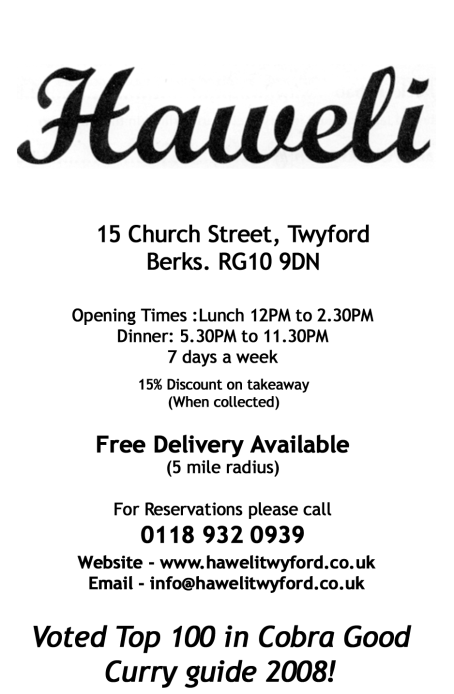 Haweli
15 Church Street, Twyford
Berks. RG10 9DN
Opening Times :Lunch 12PM to 2.30PM
Dinner: 5.30PM to 11.30PM
7 days a week
15% Discount on takeaway
(When collected)
Free Delivery Available
(5 mile radius)
For Reservations please call
0118 932 0939
Website - www.hawelitwyford.co.uk
Email - info@hawelitwyford.co.uk
Voted Top 100 in Cobra Good
Curry guide 2008!